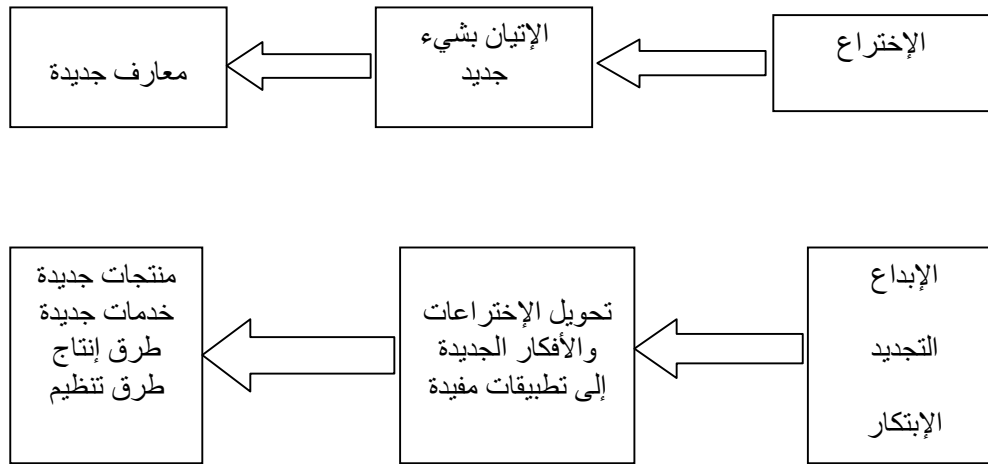 الإختراع
الإتيان بشيء
جديد
معارف جديدة
الإبداع
التجديد
الإبتكار
تحويل الإختراعات
والأفكار الجديدة
إلى تطبيقات مفيدة
منتجات جديدة
خدمات جديدة
طرق إنتاج
طرق تنظيم